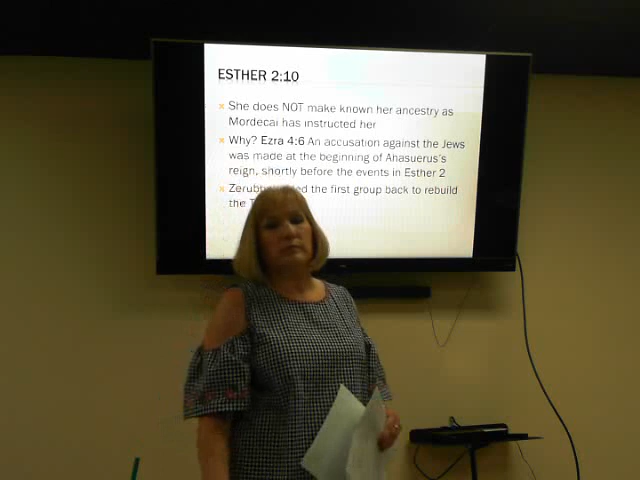 ESTHER 2:10
She does NOT make known her ancestry as
Mordecai has instructed her
Why? Ezra 4:6 An accusation against the Jews
was made at the beginning of Ahasuerus's
reign, shortly before the events in Esther 2
the first group back to rebuild
the